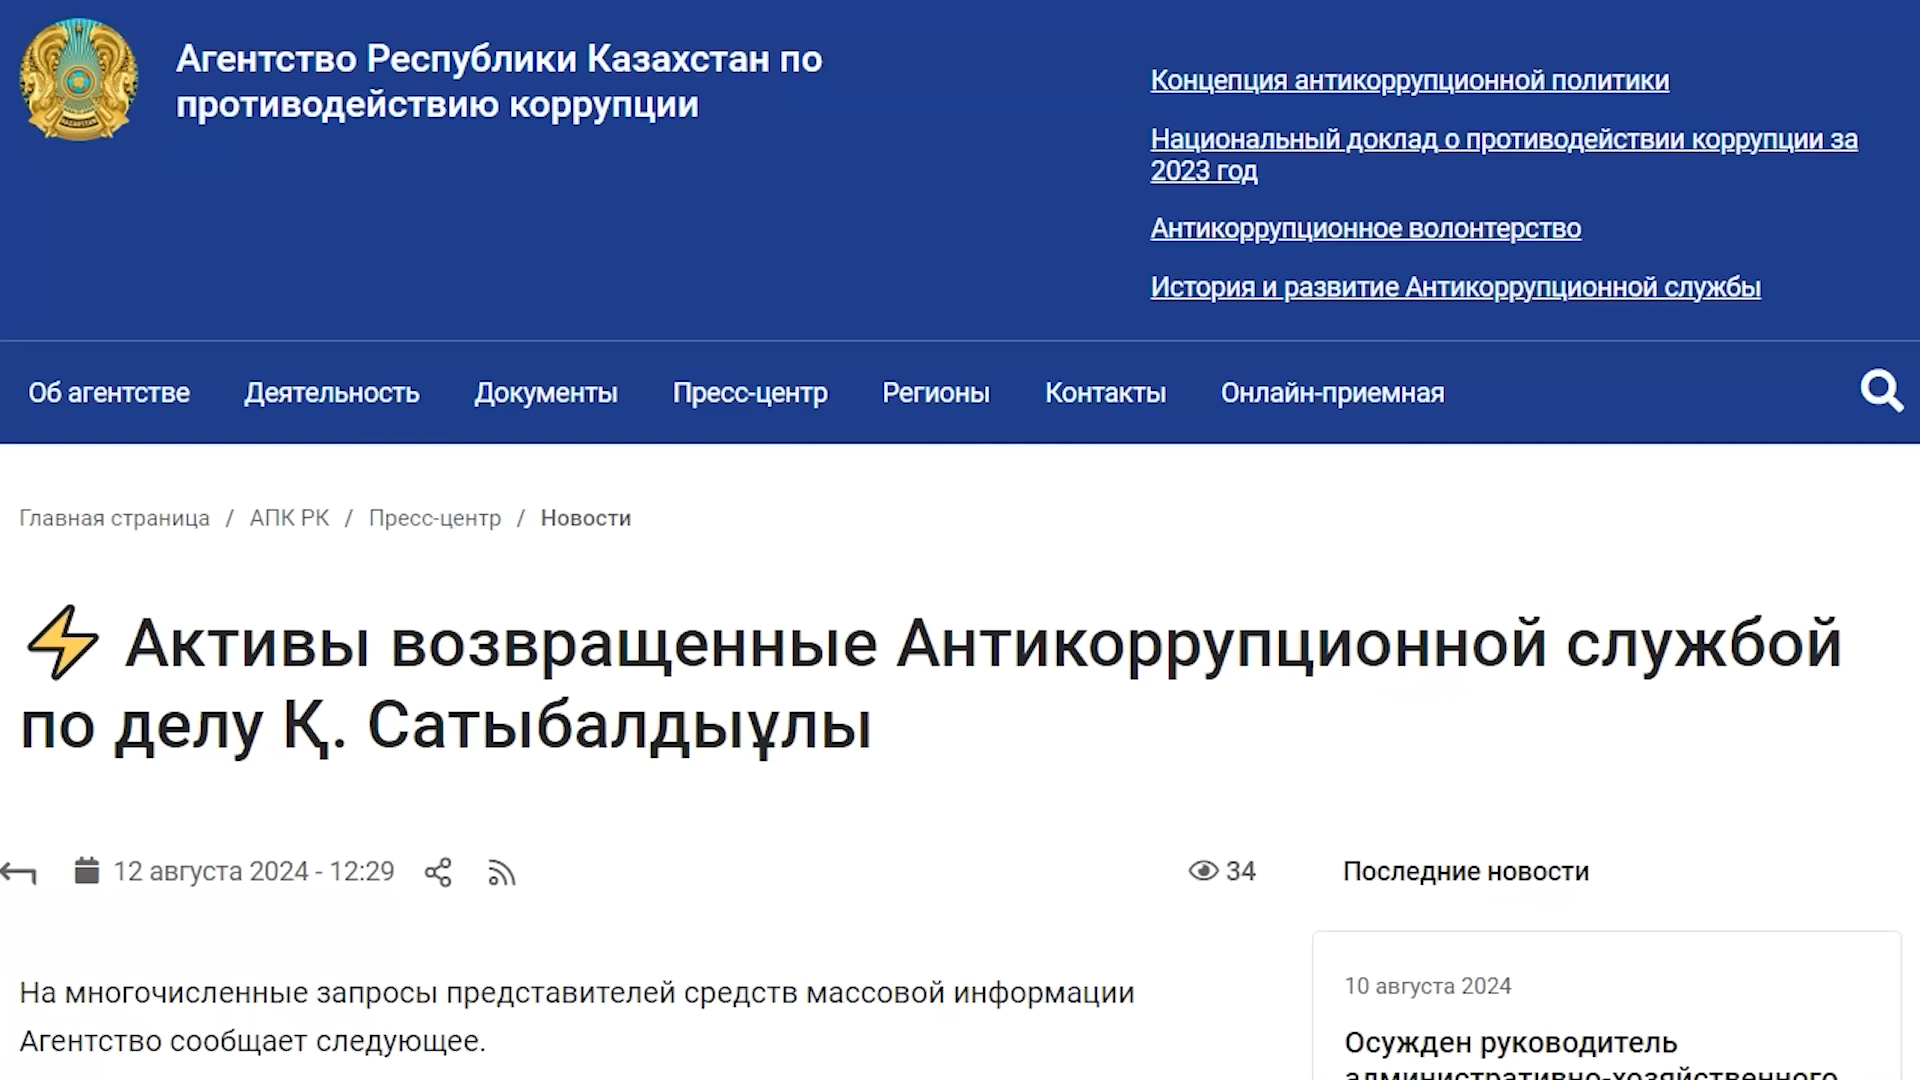 Агентство Республики Казахстан по
противодействию коррупции
Концепция антикоррупционной политики
Национальный доклад о противодействии коррупции за
2023 год
Антикоррупционное волонтерство
История и развитие Антикоррупционной службы
Об агентстве Деятельность Документы Пресс-центр Регионы Контакты Онлайн-приемная
Главная страница / АПК РК / Пресс-центр / Новости
⚡ Активы возвращенные Антикоррупционной службой
по делу Қ. Сатыбалдыұлы
12 августа 2024 - 12:29
34
Последние новости
На многочисленные запросы представителей средств массовой информации
Агентство сообщает следующее.
10 августа 2024
Осужден руководитель
административно-хозяйственного